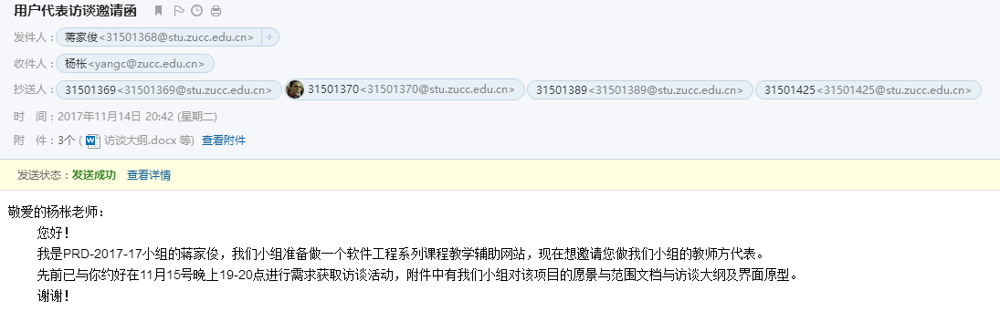 用户代表访谈邀请函
发件人：蒋家俊<31501368@stu.zucc.edu.cn>
收件人：杨枨<yangc@zucc.edu.cn>
抄送人：31501369<31501369@stu.zucc.edu.cn> 31501370<31501370@stu.zucc.edu.cn> 31501389<31501389@stu.zucc.edu.cn> 31501425<31501425@stu.zucc.edu.cn>
时 间：2017年11月14日 20:42 (星期二)
附 件：3个 ( 访谈大纲.docx 等) 查看附件
发送状态：发送成功 查看详情
敬爱的杨枨老师：
您好！
我是PRD-2017-17小组的蒋家俊，我们小组准备做一个软件工程系列课程教学辅助网站，现在想邀请您做我们小组的教师方代表。
先前已与你约好在11月15号晚上19-20点进行需求获取访谈活动，附件中有我们小组对该项目的愿景与范围文档与访谈大纲及界面原型。
谢谢！